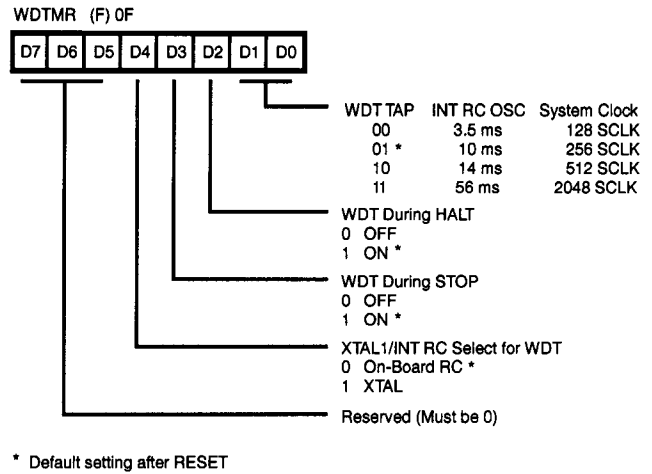 WDTMR (F) 0F
D7 D6 D5 D4 D3 D2 D1 D0
WDT TAP INT RC OSC System Clock
00 3.5 ms 128 SCLK
01 * 10 ms 256 SCLK
10 14 ms 512 SCLK
11 56 ms 2048 SCLK
WDT During HALT
0 OFF
1 ON *
WDT During STOP
0 OFF
1 ON *
XTAL1/INT RC Select for WDT
0 On-Board RC *
1 XTAL
Reserved (Must be 0)
* Default setting after RESET